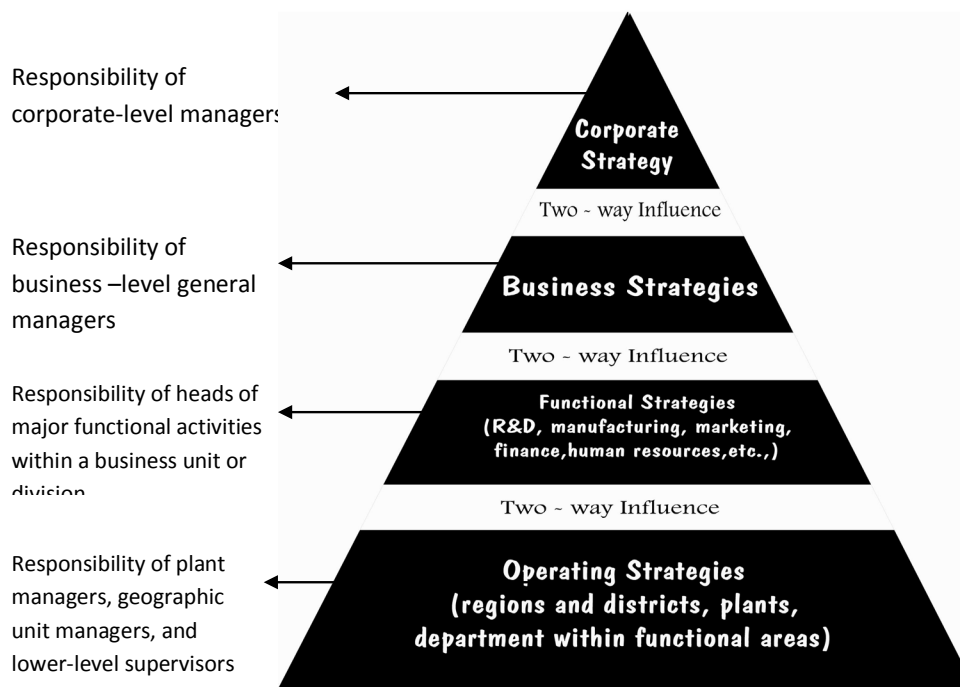 Responsibility of
corporate-level managers
Corporate
Strategy
Two - way Influence
Responsibility of
business –level general
managers
Business Strategies
Two - way Influence
Responsibility of heads of
major functional activities
within a business unit or
division
Functional Strategies
(R&D, manufacturing, marketing,
finance,human resources,etc.,)
Two - way Influence
Responsibility of plant
managers, geographic
unit managers, and
lower-level supervisors
Operating Strategies
(regions and districts, plants,
department within functional areas)